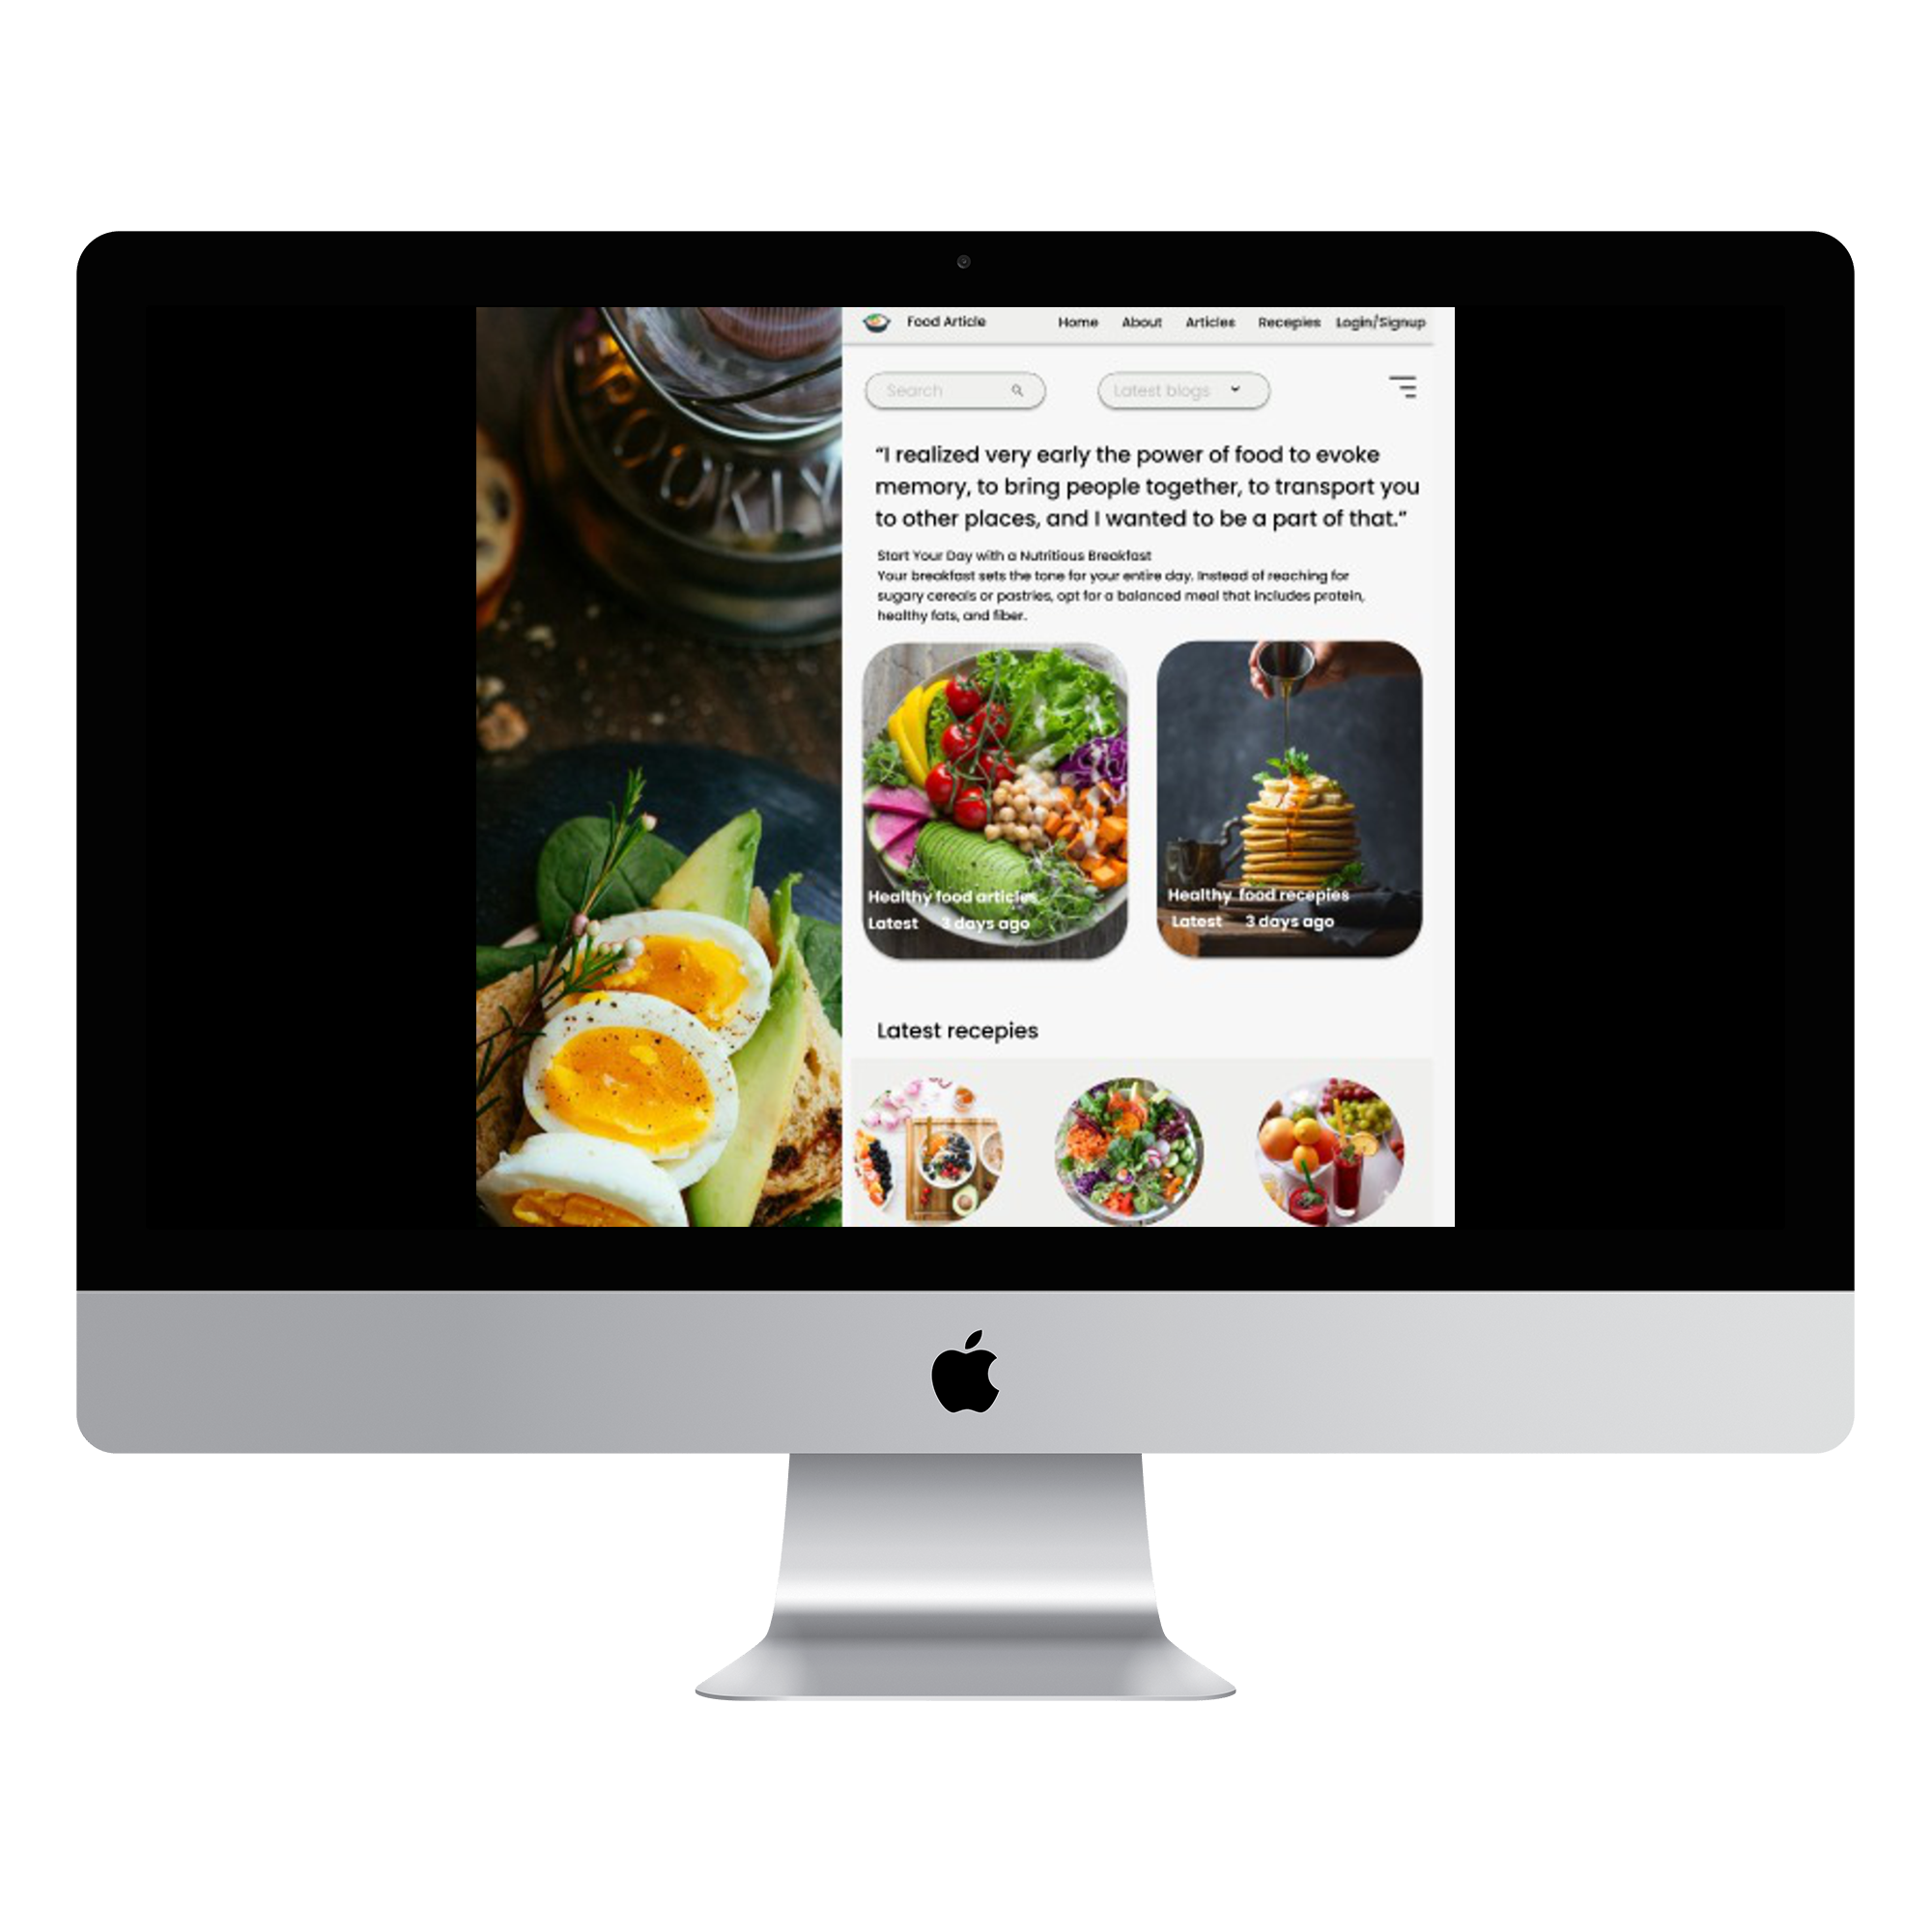 OOKLY
Food Article
Home About Articles Recepies Login/Signup
Search
Latest blogs
“I realized very early the power of food to evoke
memory, to bring people together, to transport you
to other places, and I wanted to be a part of that.”
Start Your Day with a Nutritious Breakfast
Your breakfast sets the tone for your entire day. Instead of reaching for
sugary cereals or pastries, opt for a balanced meal that includes protein,
healthy fats, and fiber.
Healthy food articles
Latest 3 days ago
Healthy food recepies
Latest 3 days ago
Latest recepies